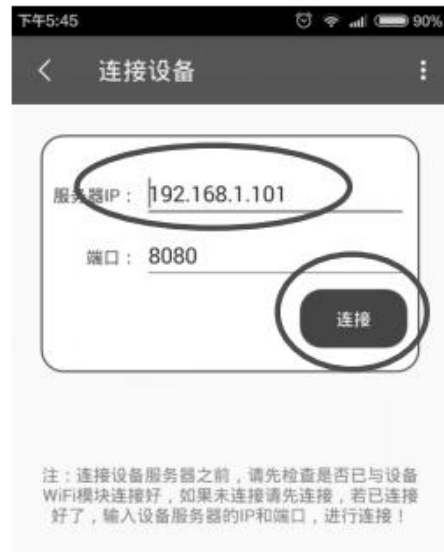 下午5:45
90%
连接设备
服务器IP：
192.168.1.101
端口：
8080
连接
注：连接设备服务器之前，请先检查是否已与设备
WiFi模块连接好，如果未连接请先连接，若已连接
好了，输入设备服务器的IP和端口，进行连接！